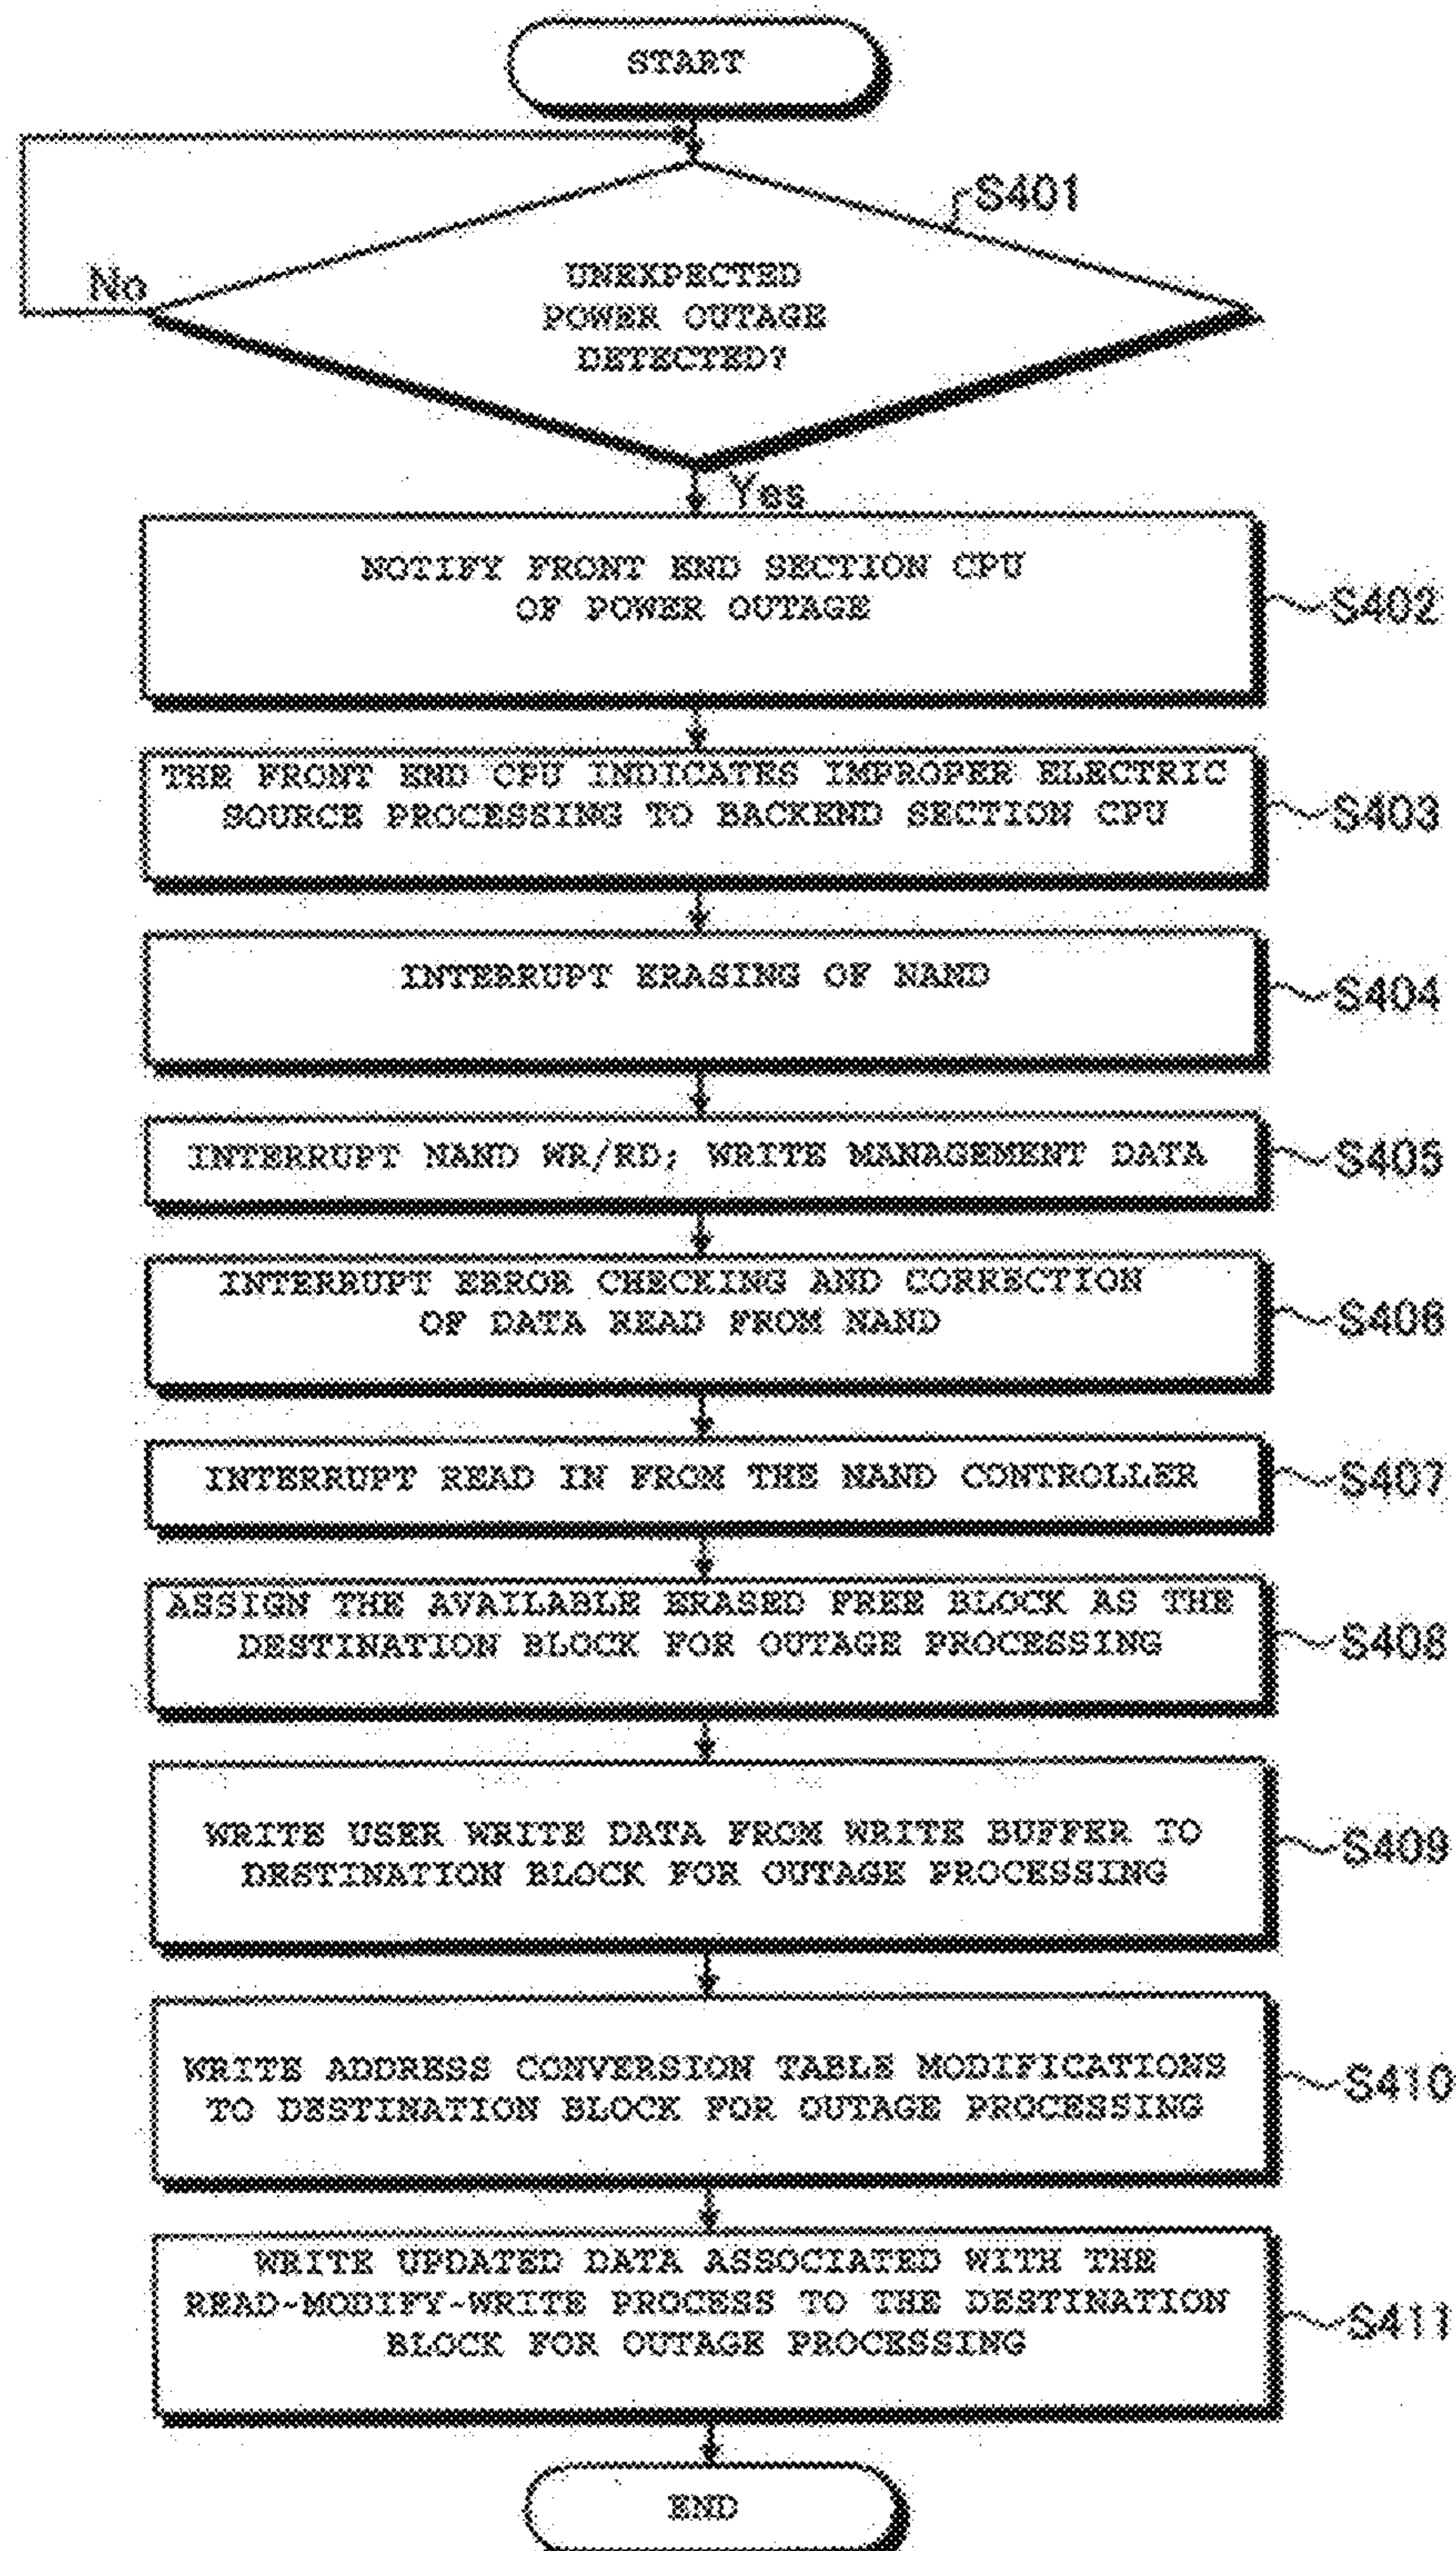 START
S401
No
UNEXPECTED
POWER OUTAGE
DETECTED?
Yes
NOTIFY FRONT END SECTION CPU
OF POWER OUTAGE
S402
THE FRONT END CPU INDICATES IMPROPER ELECTRIC
SOURCE PROCESSING TO BACKEND SECTION CPU
S403
INTERRUPT ERASING OF NAND
S404
INTERRUPT NAND WR/RD; WRITE MANAGEMENT DATA
S405
INTERRUPT ERROR CHECKING AND CORRECTION
OF DATA READ FROM NAND
S406
INTERRUPT READ IN FROM THE NAND CONTROLLER
S407
ASSIGN THE AVAILABLE ERASED FREE BLOCK AS THE
DESTINATION BLOCK FOR OUTAGE PROCESSING
S408
WRITE USER WRITE DATA FROM WRITE BUFFER TO
DESTINATION BLOCK FOR OUTAGE PROCESSING
S409
WRITE ADDRESS CONVERSION TABLE MODIFICATIONS
TO DESTINATION BLOCK FOR OUTAGE PROCESSING
S410
WRITE UPDATED DATA ASSOCIATED WITH THE
READ-MODIFY-WRITE PROCESS TO THE DESTINATION
BLOCK FOR OUTAGE PROCESSING
S411
END